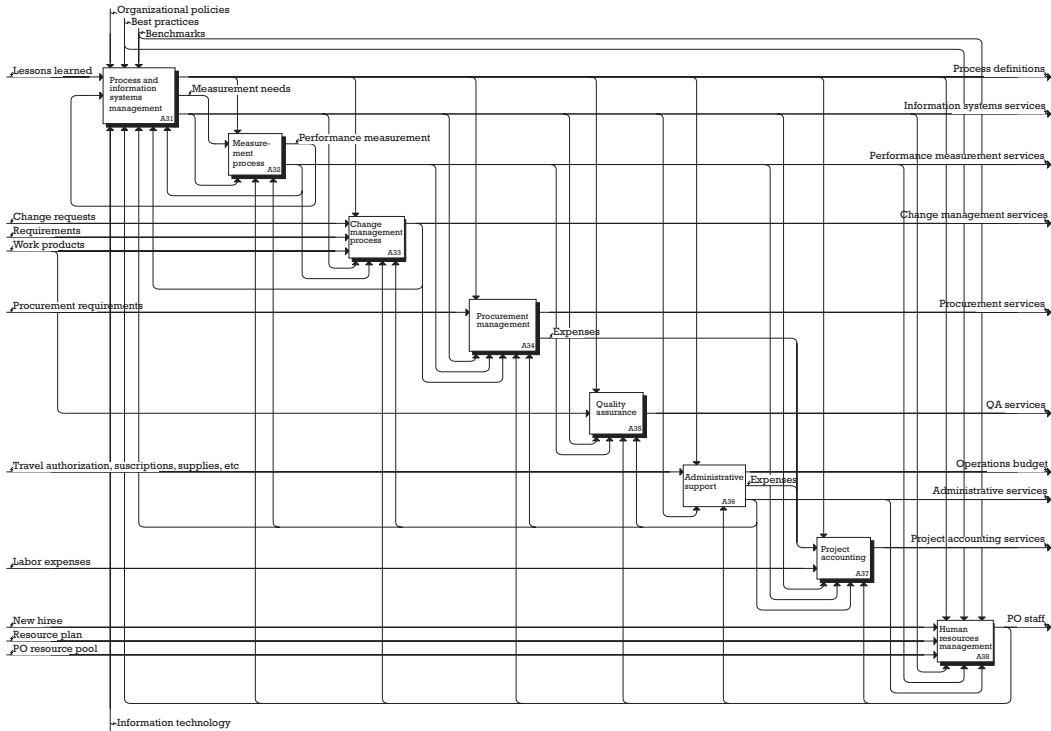 Organizational policies
Best practices
Benchmarks
Lessons learned
Process definitions
Process and
information
systems
management
A31
Measurement needs
Information systems services
Measure-
ment
process
A32
Performance measurement
Performance measurement services
Change requests
Change management services
Requirements
Work products
Change
management
process
A33
Procurement requirements
Procurement services
Procurement
management
A34
Expenses
Quality
assurance
A35
QA services
Travel authorization, suscriptions, supplies, etc
Operations budget
Administrative
support
A36
Expenses
Administrative services
Project accounting services
Project
accounting
A37
Labor expenses
New hiree
PO staff
Resource plan
PO resource pool
Human
resources
management
A38
Information technology